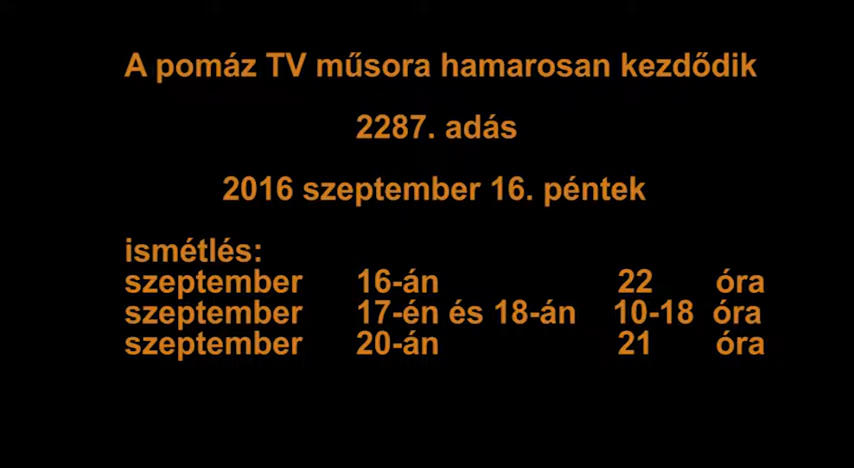 A pomáz TV műsora hamarosan kezdődik
2287. adás
2016 szeptember 16. péntek
ismétlés:
szeptember 16-án 22 óra
szeptember 17-én és 18-án 10-18 óra
szeptember 20-án 21 óra